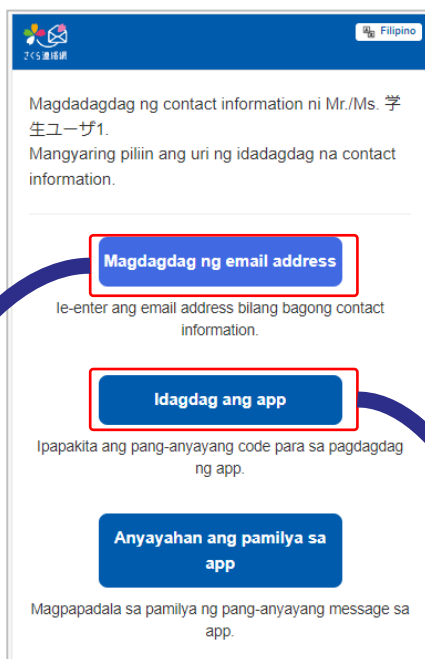 さくら連絡網
Filipino
Magdadagdag ng contact information ni Mr./Ms. 学
生ユーザ1.
Mangyaring piliin ang uri ng idadagdag na contact
information.
Magdagdag ng email address
Ie-enter ang email address bilang bagong contact
information.
Idagdag ang app
Ipapakita ang pang-anyayang code para sa pagdagdag
ng app.
Anyayahan ang pamilya sa
app
Magpapadala sa pamilya ng pang-anyayang message sa
app.